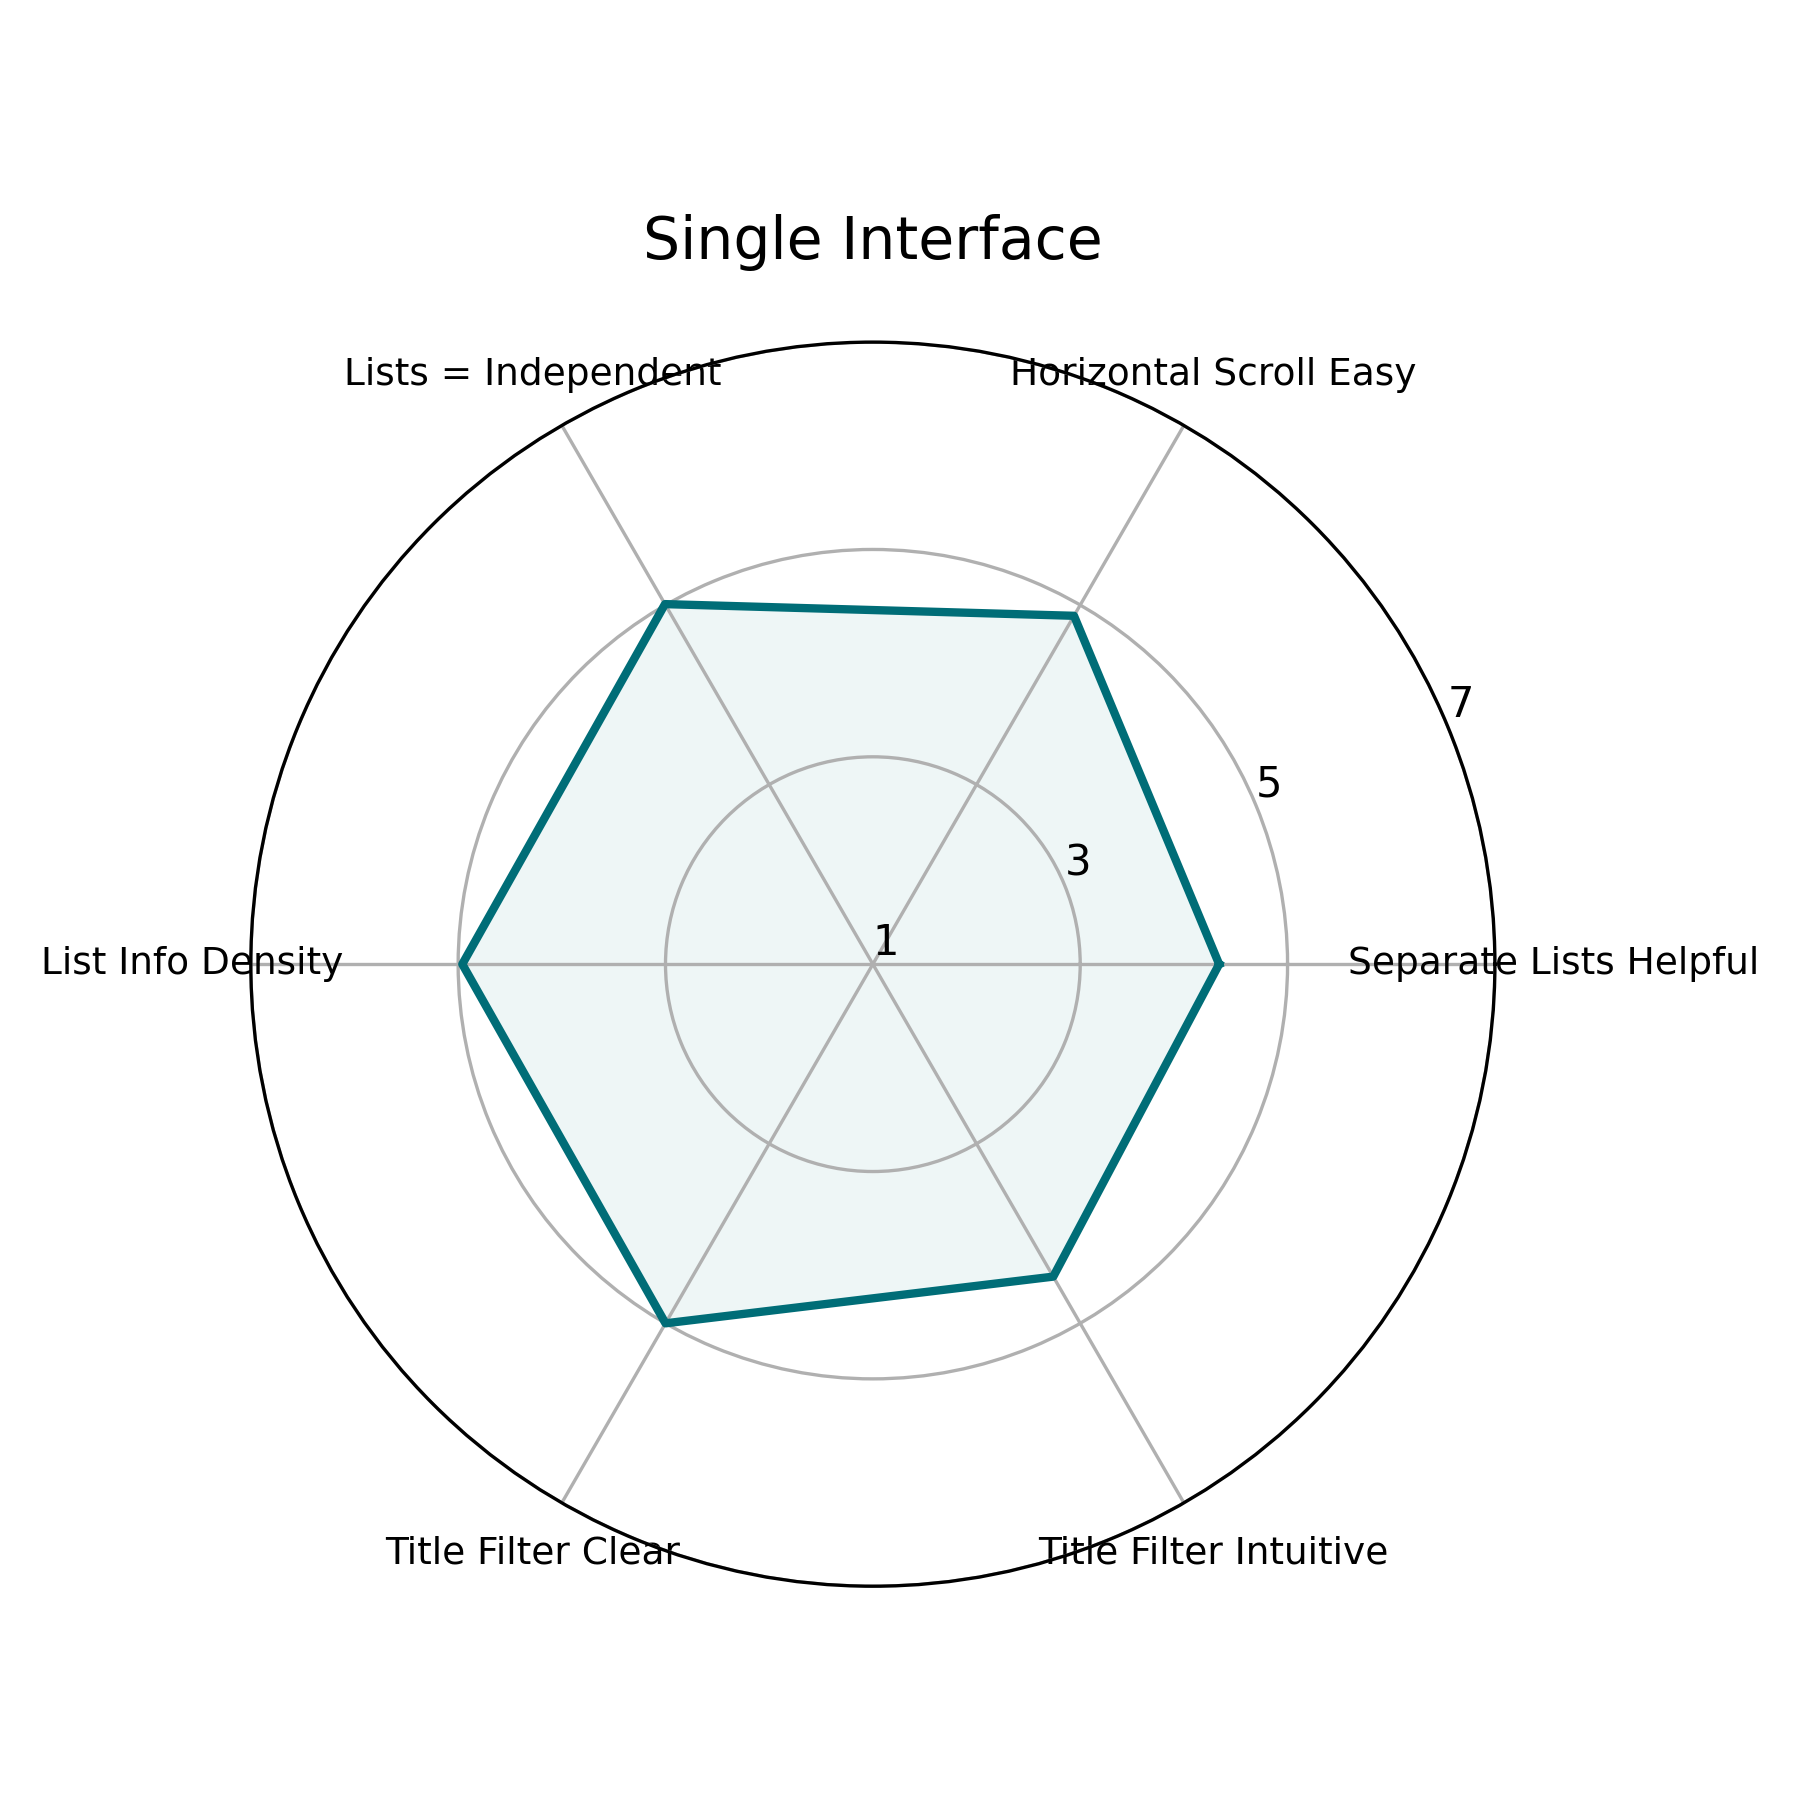 Single Interface
Lists = Independent
Horizontal Scroll Easy
7
5
3
1
List Info Density
Separate Lists Helpful
Title Filter Clear
Title Filter Intuitive